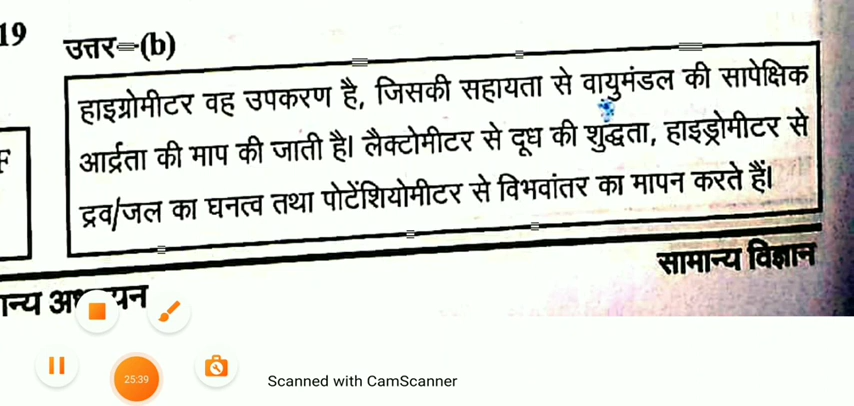 19
उत्तर–(b)
हाइग्रोमीटर वह उपकरण है, जिसकी सहायता से वायुमंडल की सापेक्षिक
आर्द्रता की माप की जाती है। लैक्टोमीटर से दूध की शुद्धता, हाइड्रोमीटर से
द्रव/जल का घनत्व तथा पोटेंशियोमीटर से विभवांतर का मापन करते हैं।
सामान्य विज्ञान
25:39
Scanned with CamScanner